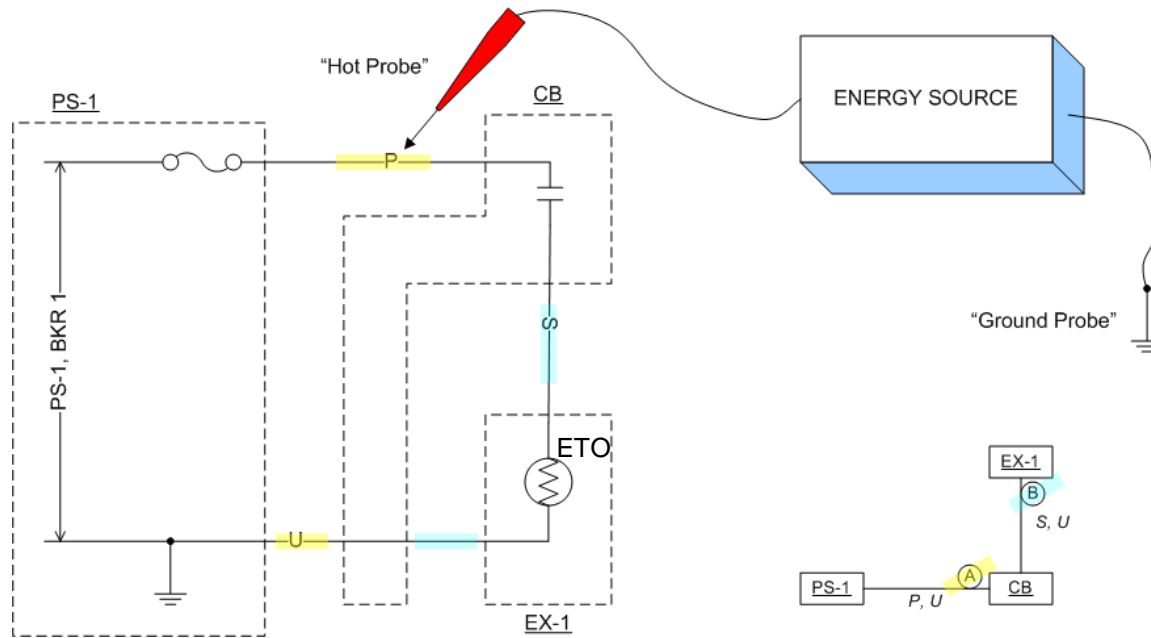 "Hot Probe"
PS-1
CB
ENERGY SOURCE
P
PS-1, BKR 1
S
"Ground Probe"
ETO
U
EX-1
EX-1
B
S, U
A
PS-1
P, U
CB